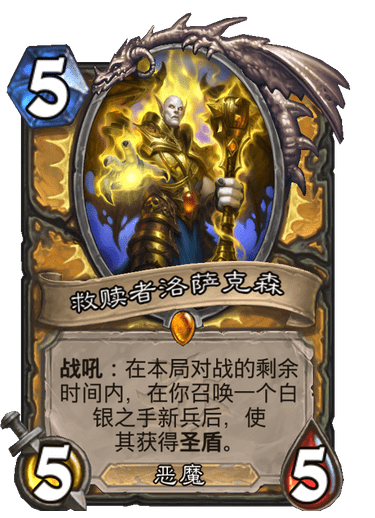 5
救赎者洛萨克森
战吼：在本局对战的剩余
时间内，在你召唤一个白
银之手新兵后，使
其获得圣盾。
5
恶魔
5